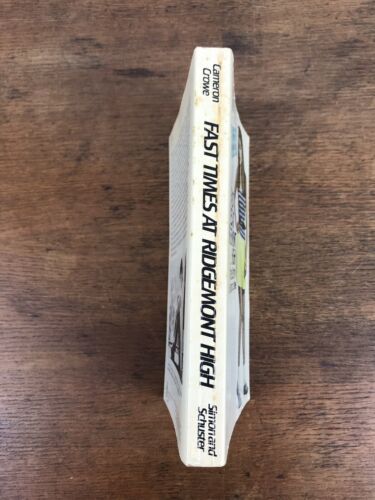 Cameron
Crowe
FAST TIMES AT RIDGEMONT HIGH
Simon and
Schuster